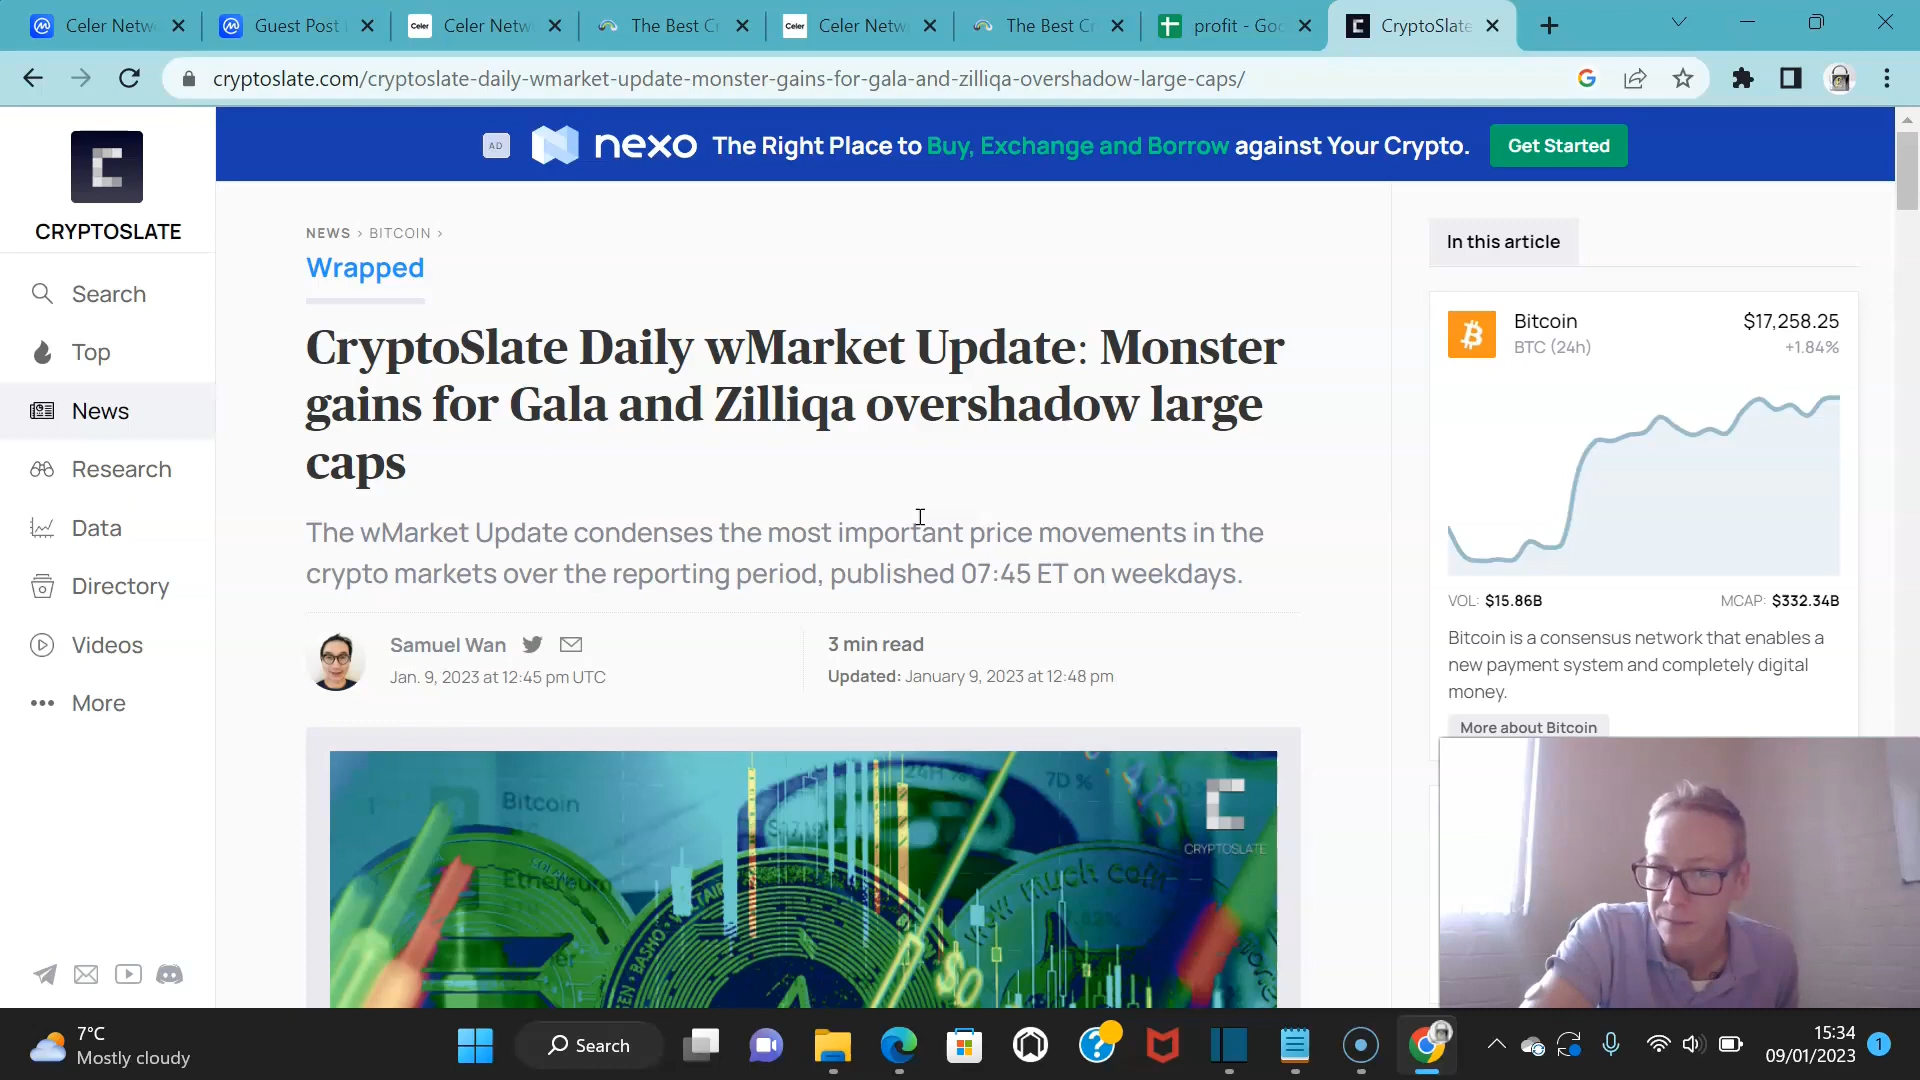 Celer Netw
Guest Post
Celer Celer Netw
The Best C
Celer Celer Netw
The Best C
profit - Goo
CryptoSlate
cryptoslate.com/cryptoslate-daily-wmarket-update-monster-gains-for-gala-and-zilliqa-overshadow-large-caps/
AD nexo The Right Place to Buy, Exchange and Borrow against Your Crypto. Get Started
CRYPTOSLATE
Search
Top
News
Research
Data
Directory
Videos
More
NEWS > BITCOIN >
Wrapped
CryptoSlate Daily wMarket Update: Monster
gains for Gala and Zilliqa overshadow large
caps
The wMarket Update condenses the most important price movements in the
crypto markets over the reporting period, published 07:45 ET on weekdays.
Samuel Wan
Jan. 9, 2023 at 12:45 pm UTC
3 min read
Updated: January 9, 2023 at 12:48 pm
Bitcoin
Ethereum
24H %
7D %
CRYPTOSLATE
much coin
BASHO
In this article
Bitcoin $17,258.25
BTC (24h) +1.84%
VOL: $15.86B MCAP: $332.34B
Bitcoin is a consensus network that enables a
new payment system and completely digital
money.
More about Bitcoin
7°C
Mostly cloudy
Search
15:34
09/01/2023
1